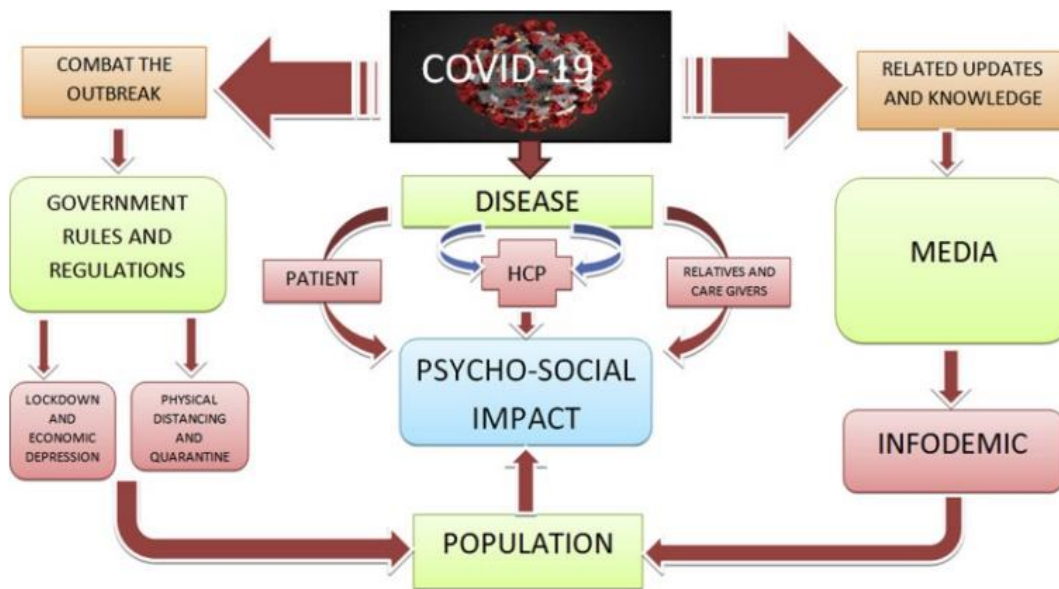 COVID-19
COMBAT THE
OUTBREAK
RELATED UPDATES
AND KNOWLEDGE
GOVERNMENT
RULES AND
REGULATIONS
DISEASE
MEDIA
PATIENT
HCP
RELATIVES AND
CARE GIVERS
PSYCHO-SOCIAL
IMPACT
LOCKDOWN
AND
ECONOMIC
DEPRESSION
PHYSICAL
DISTANCING
AND
QUARANTINE
INFODEMIC
POPULATION